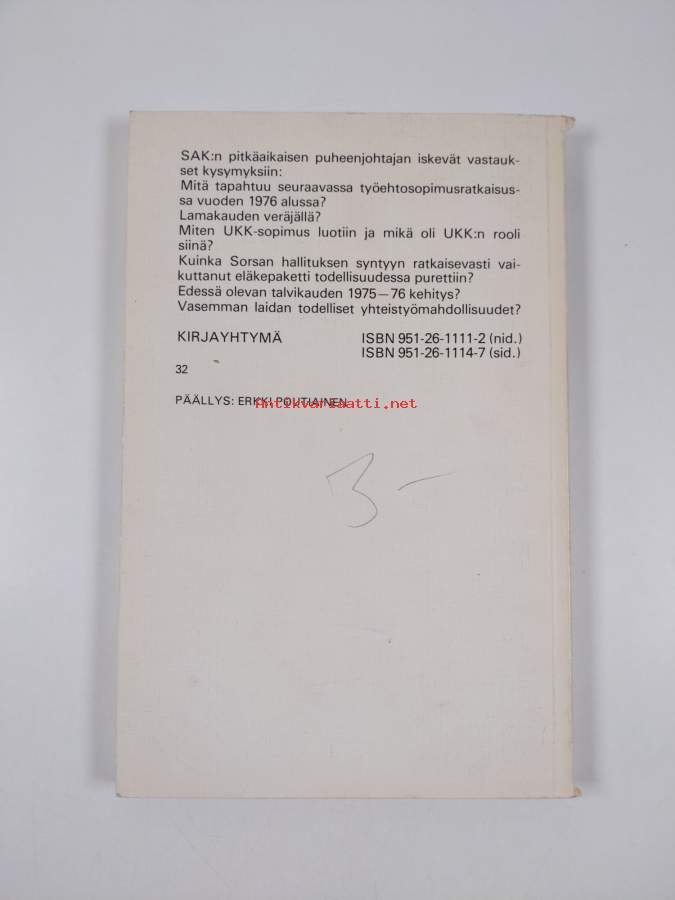 SAK:n pitkäaikaisen puheenjohtajan iskevät vastauk-
set kysymyksiin:
Mitä tapahtuu seuraavassa työehtosopimusratkaisus-
sa vuoden 1976 alussa?
Lamakauden veräjällä?
Miten UKK-sopimus luotiin ja mikä oli UKK:n rooli
siinä?
Kuinka Sorsan hallituksen syntyyn ratkaisevasti vai-
kuttanut eläkepaketti todellisuudessa purettiin?
Edessä olevan talvikauden 1975—76 kehitys?
Vasemman laidan todelliset yhteistyömahdollisuudet?
KIRJAYHTYMÄ ISBN 951-26-1111-2 (nid.)
ISBN 951-26-1114-7 (sid.)
32
PÄÄLLYS: ERKKI POUTIAINEN
Antikvariaatti.net
3 —